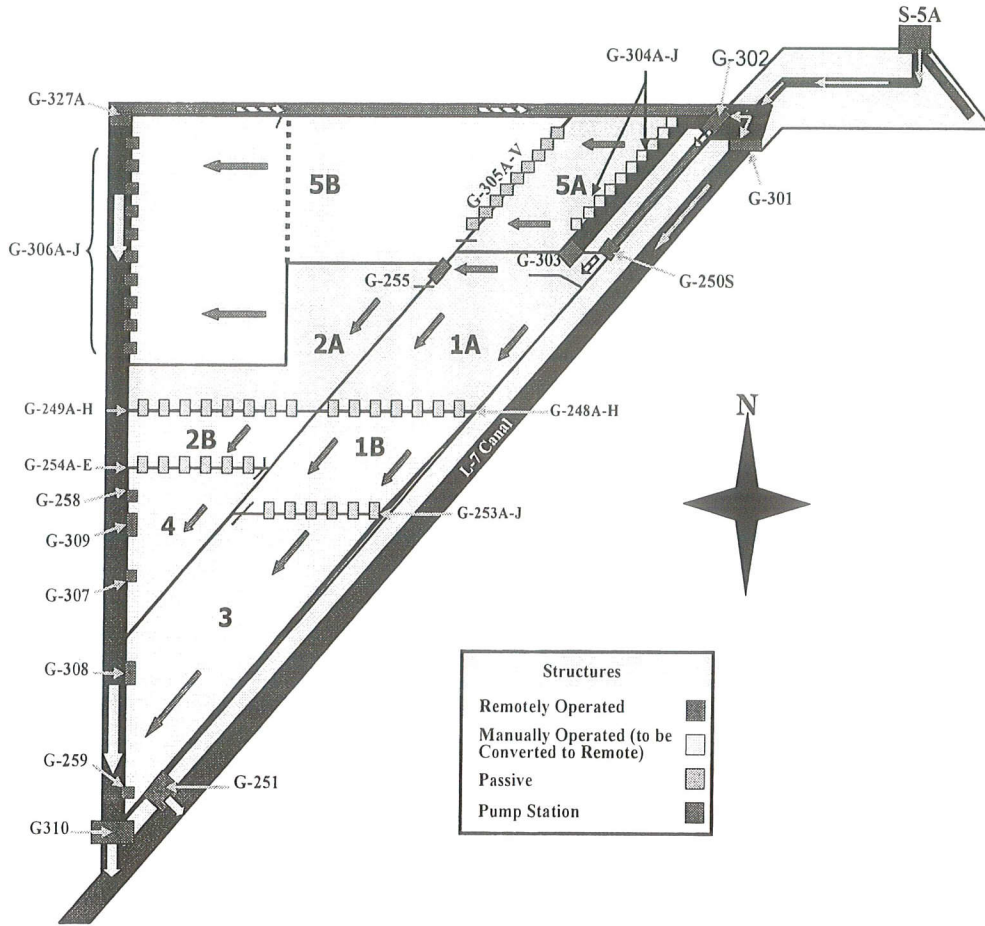 S-5A
G-304A-J
G-302
G-327A
G-305A-V
5B
5A
G-301
G-306A-J
G-303
G-255
G-250S
2A
1A
G-249A-H
G-248A-H
2B
1B
L-7 Canal
N
G-254A-E
G-258
G-253A-J
4
G-309
G-307
3
G-308
Structures
Remotely Operated
Manually Operated (to be
Converted to Remote)
Passive
Pump Station
G-259
G-251
G310